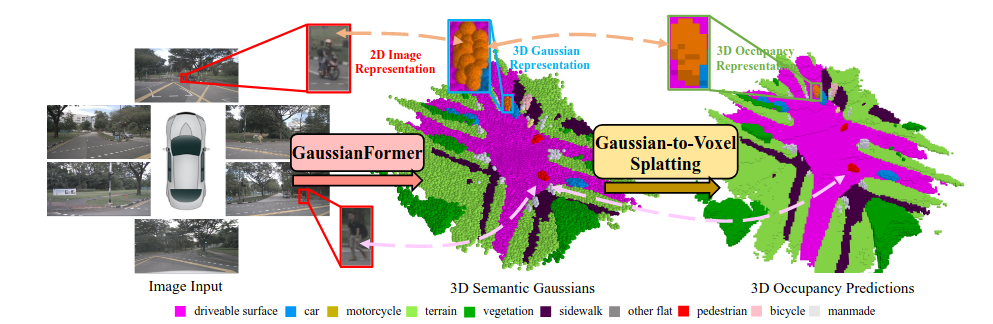 2D Image
Representation
3D Gaussian
Representation
3D Occupancy
Representation
GaussianFormer
Gaussian-to-Voxel
Splatting
Image Input
3D Semantic Gaussians
3D Occupancy Predictions
driveable surface car motorcycle terrain vegetation sidewalk other flat pedestrian bicycle manmade